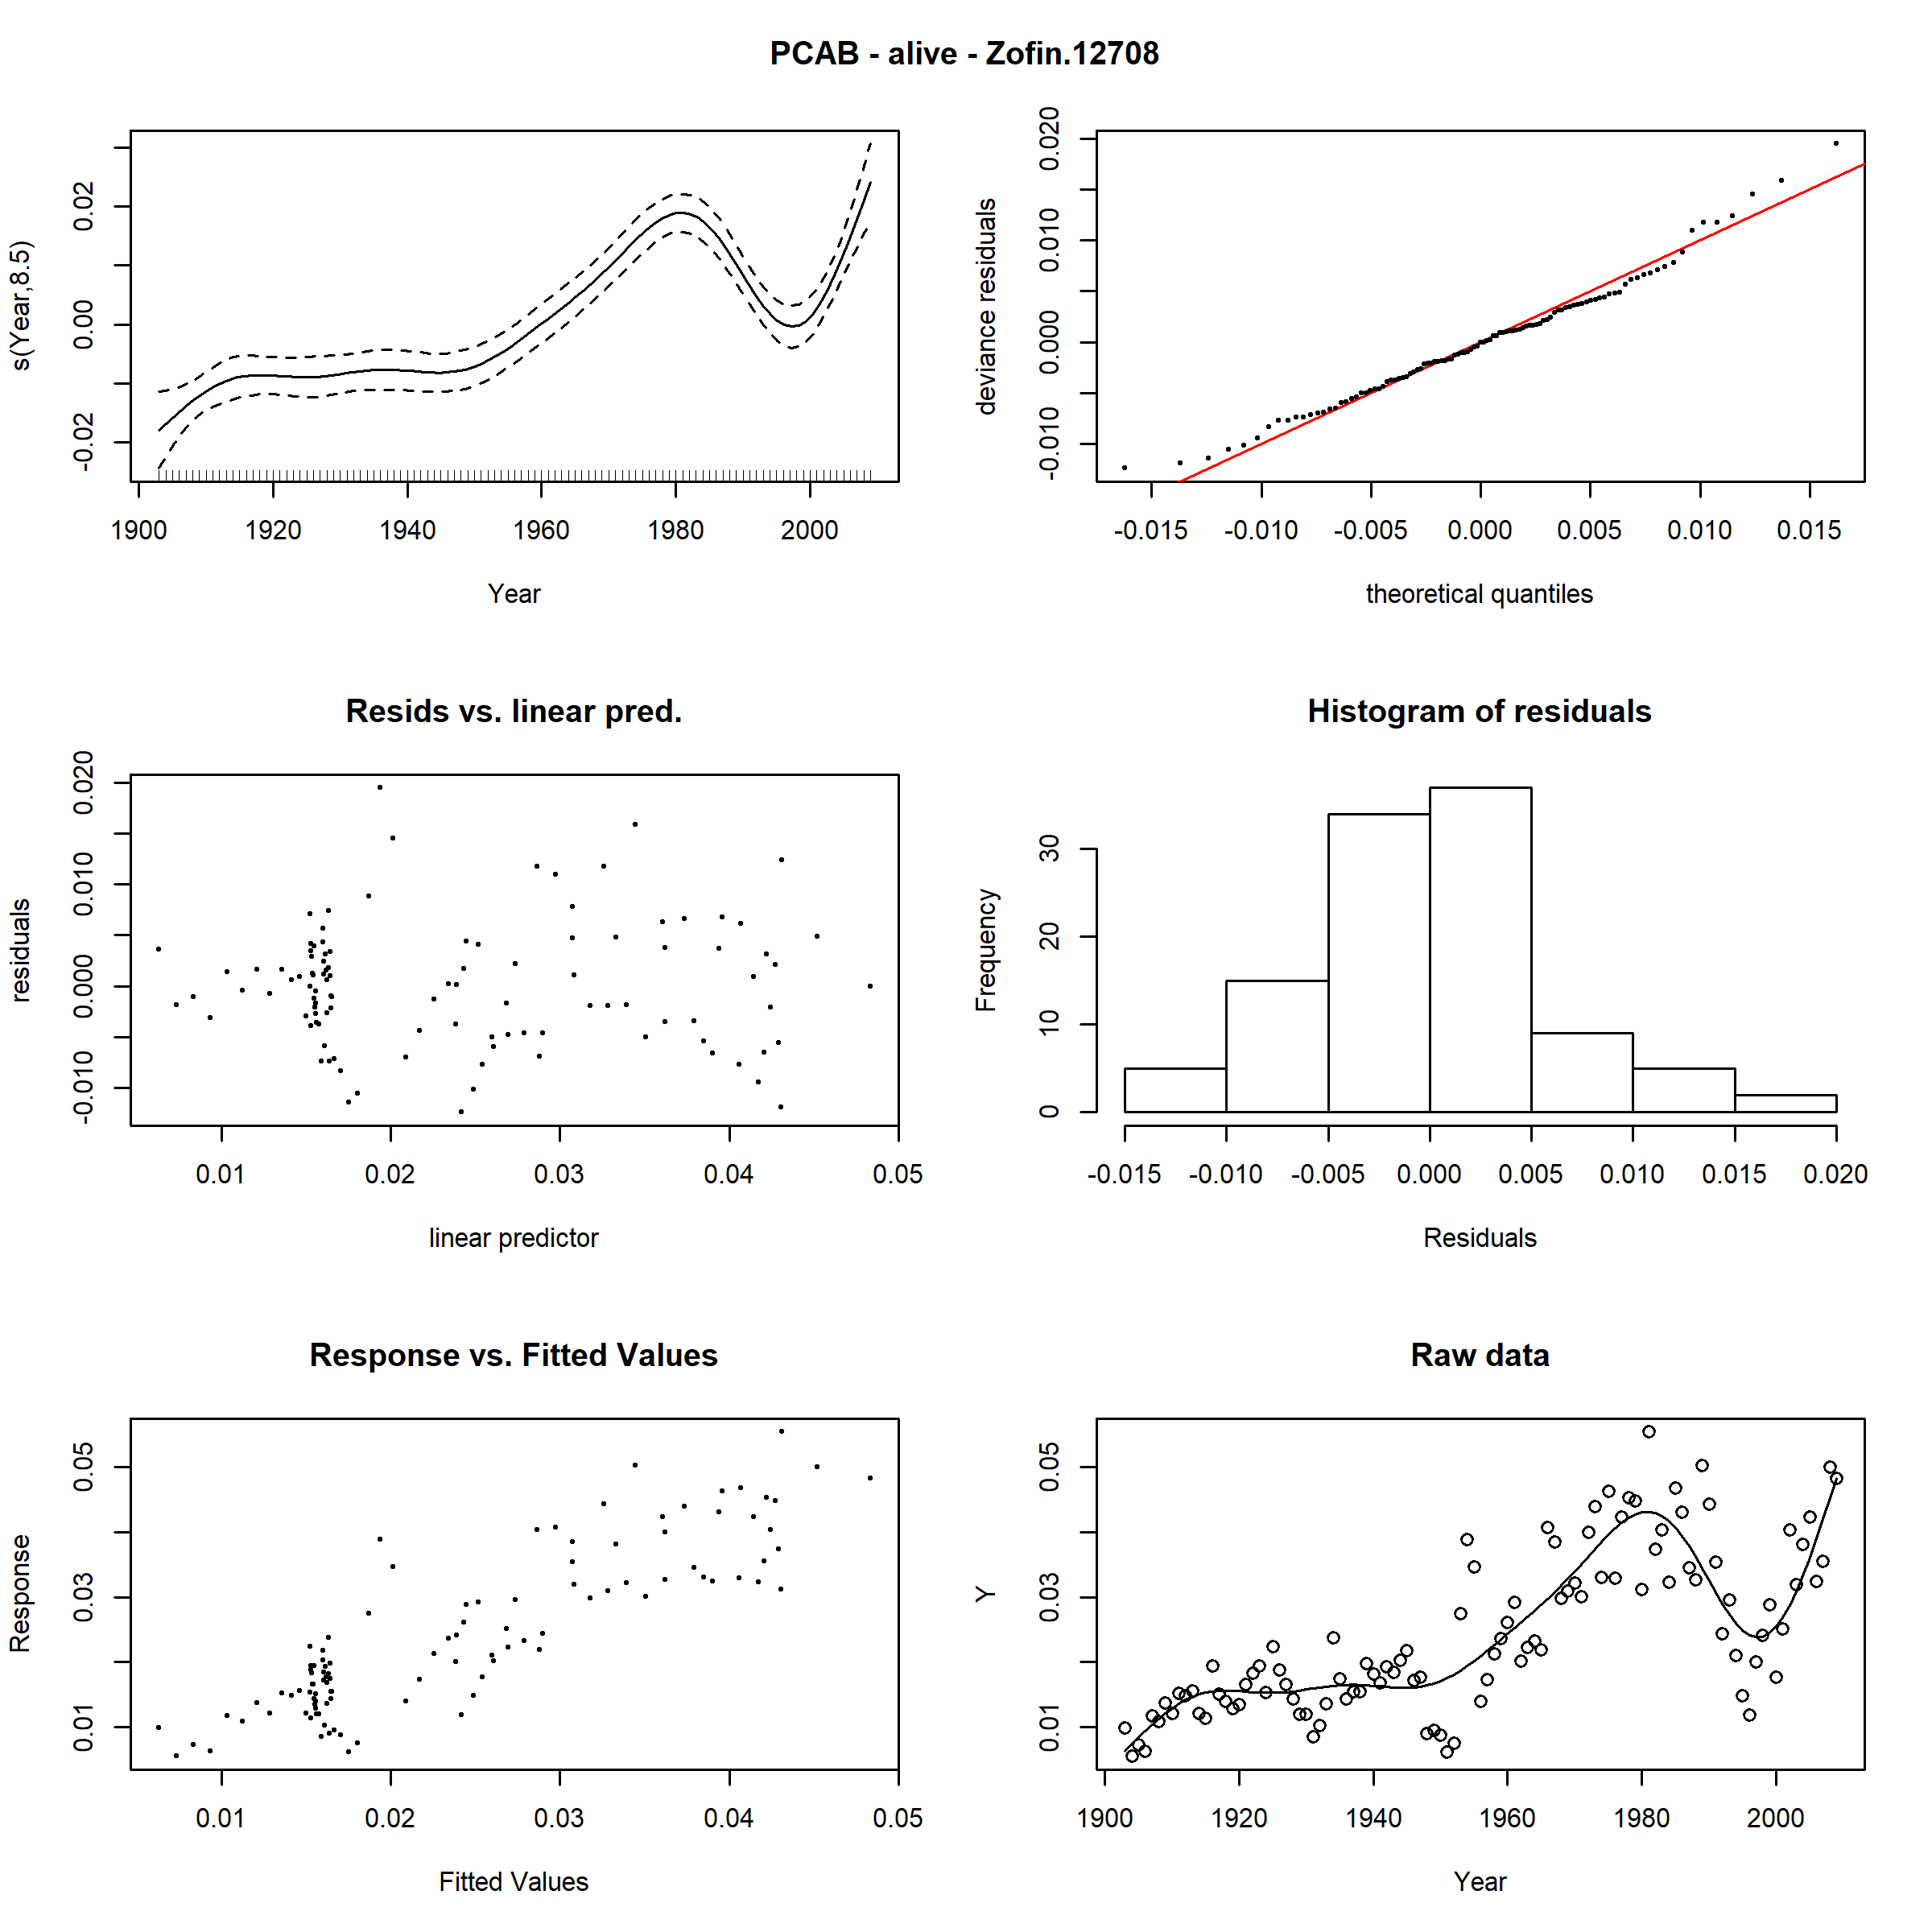 PCAB - alive - Zofin.12708
s(Year,8.5)
-0.02 0.00 0.02
1900 1920 1940 1960 1980 2000
Year
deviance residuals
-0.010 0.000 0.010 0.020
-0.015 -0.010 -0.005 0.000 0.005 0.010 0.015
theoretical quantiles
Resids vs. linear pred.
residuals
-0.010 0.000 0.010 0.020
0.01 0.02 0.03 0.04 0.05
linear predictor
Histogram of residuals
Frequency
0 10 20 30
-0.015 -0.010 -0.005 0.000 0.005 0.010 0.015 0.020
Residuals
Response vs. Fitted Values
Response
0.01 0.03 0.05
0.01 0.02 0.03 0.04 0.05
Fitted Values
Raw data
Y
0.01 0.03 0.05
1900 1920 1940 1960 1980 2000
Year